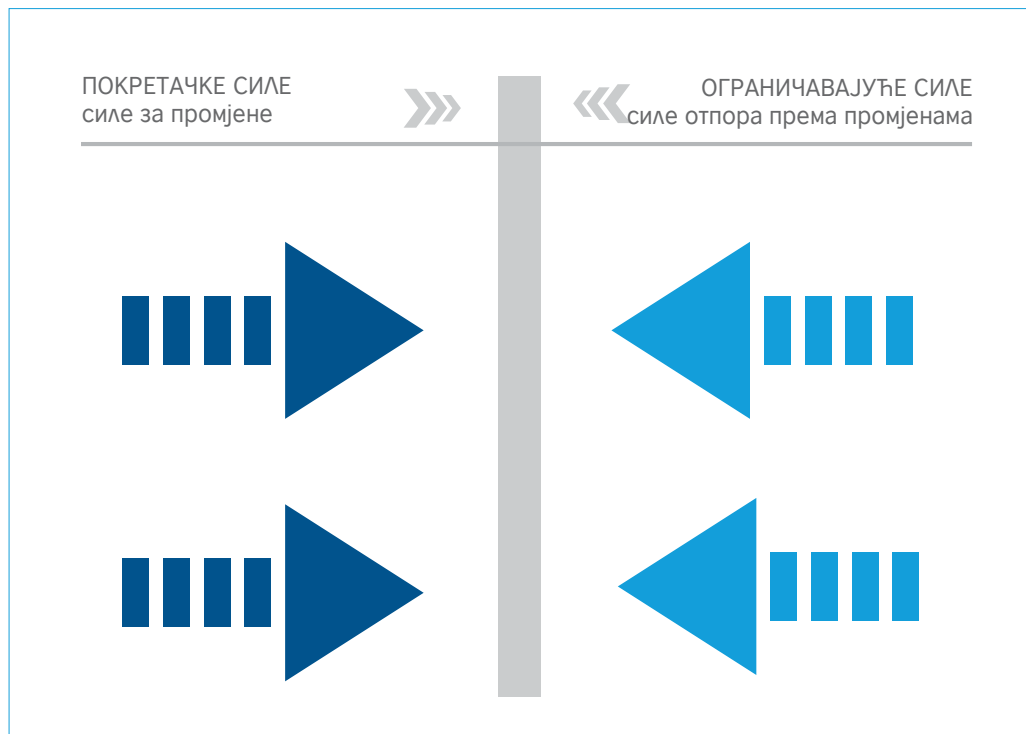 ПОКРЕТАЧКЕ СИЛЕ
силе за промјене
ОГРАНИЧАВАЈУЋЕ СИЛЕ
силе отпора према промјенама